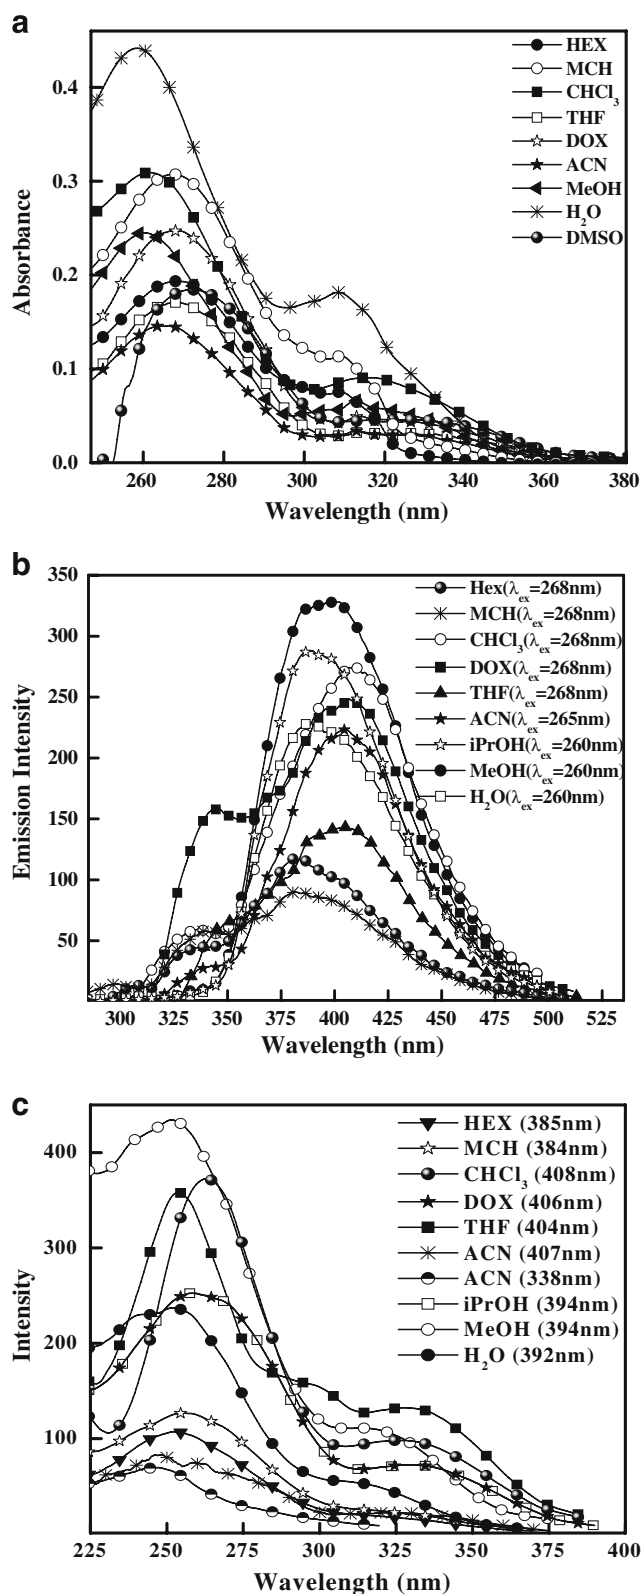 a
0.4
0.3
0.2
0.1
0.0
Absorbance
HEX
MCH
CHCl₃
THF
DOX
ACN
MeOH
H₂O
DMSO
260 280 300 320 340 360 380
Wavelength (nm)
b
350
300
250
200
150
100
50
Emission Intensity
Hex(λex=268nm)
MCH(λex=268nm)
CHCl₃(λex=268nm)
DOX(λex=268nm)
THF(λex=268nm)
ACN(λex=265nm)
iPrOH(λex=260nm)
MeOH(λex=260nm)
H₂O(λex=260nm)
300 325 350 375 400 425 450 475 500 525
Wavelength (nm)
c
400
300
200
100
Intensity
HEX (385nm)
MCH (384nm)
CHCl₃ (408nm)
DOX (406nm)
THF (404nm)
ACN (407nm)
ACN (338nm)
iPrOH (394nm)
MeOH (394nm)
H₂O (392nm)
225 250 275 300 325 350 375 400
Wavelength (nm)